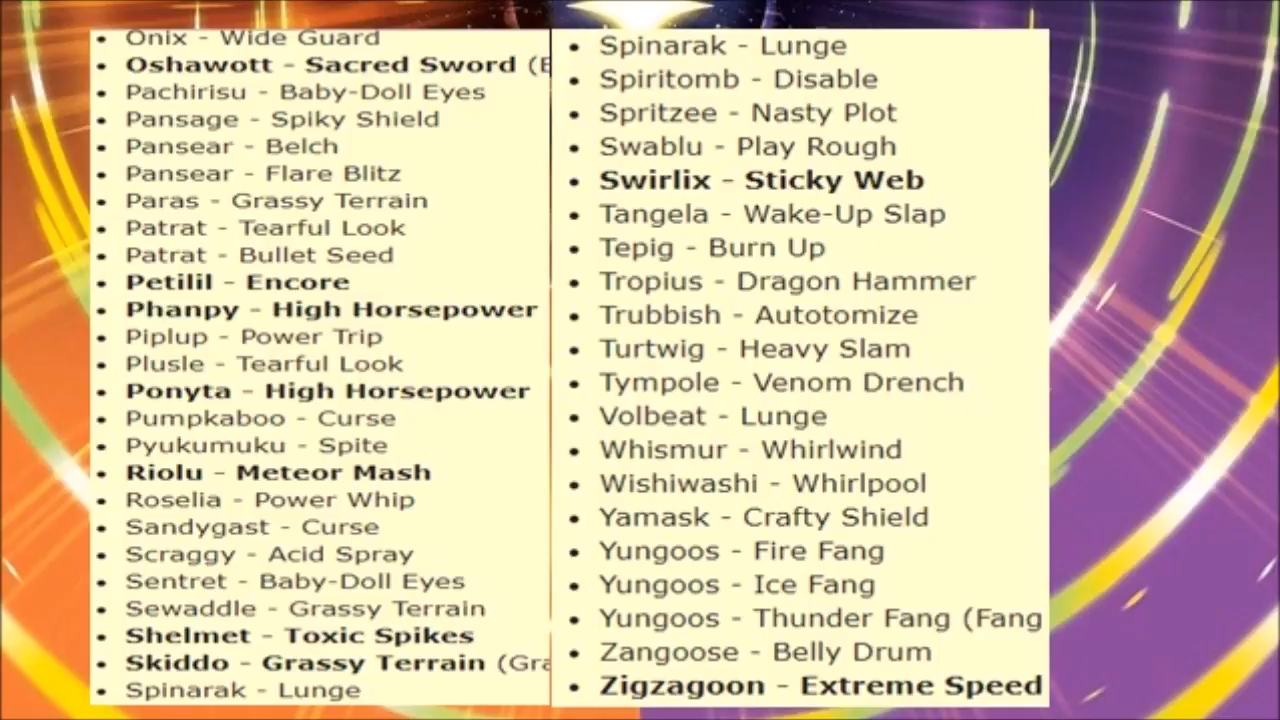 • Onix - Wide Guard
• Oshawott - Sacred Sword (E
• Pachirisu - Baby-Doll Eyes
• Pansage - Spiky Shield
• Pansear - Belch
• Pansear - Flare Blitz
• Paras - Grassy Terrain
• Patrat - Tearful Look
• Patrat - Bullet Seed
• Petilil - Encore
• Phanpy - High Horsepower
• Piplup - Power Trip
• Plusle - Tearful Look
• Ponyta - High Horsepower
• Pumpkaboo - Curse
• Pyukumuku - Spite
• Riolu - Meteor Mash
• Roselia - Power Whip
• Sandygast - Curse
• Scraggy - Acid Spray
• Sentret - Baby-Doll Eyes
• Sewaddle - Grassy Terrain
• Shelmet - Toxic Spikes
• Skiddo - Grassy Terrain (Gra
• Spinarak - Lunge
• Spinarak - Lunge
• Spiritomb - Disable
• Spritzee - Nasty Plot
• Swablu - Play Rough
• Swirlix - Sticky Web
• Tangela - Wake-Up Slap
• Tepig - Burn Up
• Tropius - Dragon Hammer
• Trubbish - Autotomize
• Turtwig - Heavy Slam
• Tympole - Venom Drench
• Volbeat - Lunge
• Whismur - Whirlwind
• Wishiwashi - Whirlpool
• Yamask - Crafty Shield
• Yungoos - Fire Fang
• Yungoos - Ice Fang
• Yungoos - Thunder Fang (Fang
• Zangoose - Belly Drum
• Zigzagoon - Extreme Speed